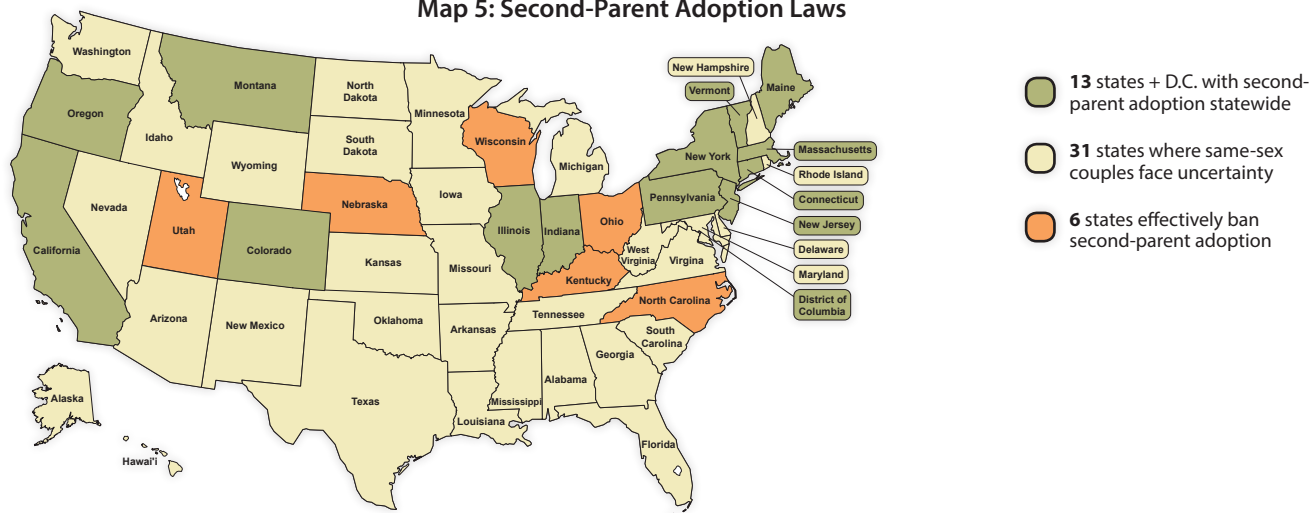 Map 5: Second-Parent Adoption Laws
Washington
Montana
North
Dakota
Minnesota
New Hampshire
Vermont
Maine
Oregon
Idaho
Wyoming
South
Dakota
Wisconsin
Michigan
New York
Massachusetts
Rhode Island
Connecticut
New Jersey
Delaware
Maryland
District of
Columbia
Nevada
Utah
Colorado
Nebraska
Iowa
Illinois
Indiana
Ohio
Pennsylvania
California
Kansas
Missouri
West
Virginia
Virgina
Kentucky
North Carolina
Arizona
New Mexico
Oklahoma
Arkansas
Tennessee
South
Carolina
Texas
Louisiana
Mississippi
Alabama
Georgia
Florida
Alaska
Hawai'i
13 states + D.C. with second-
parent adoption statewide
31 states where same-sex
couples face uncertainty
6 states effectively ban
second-parent adoption